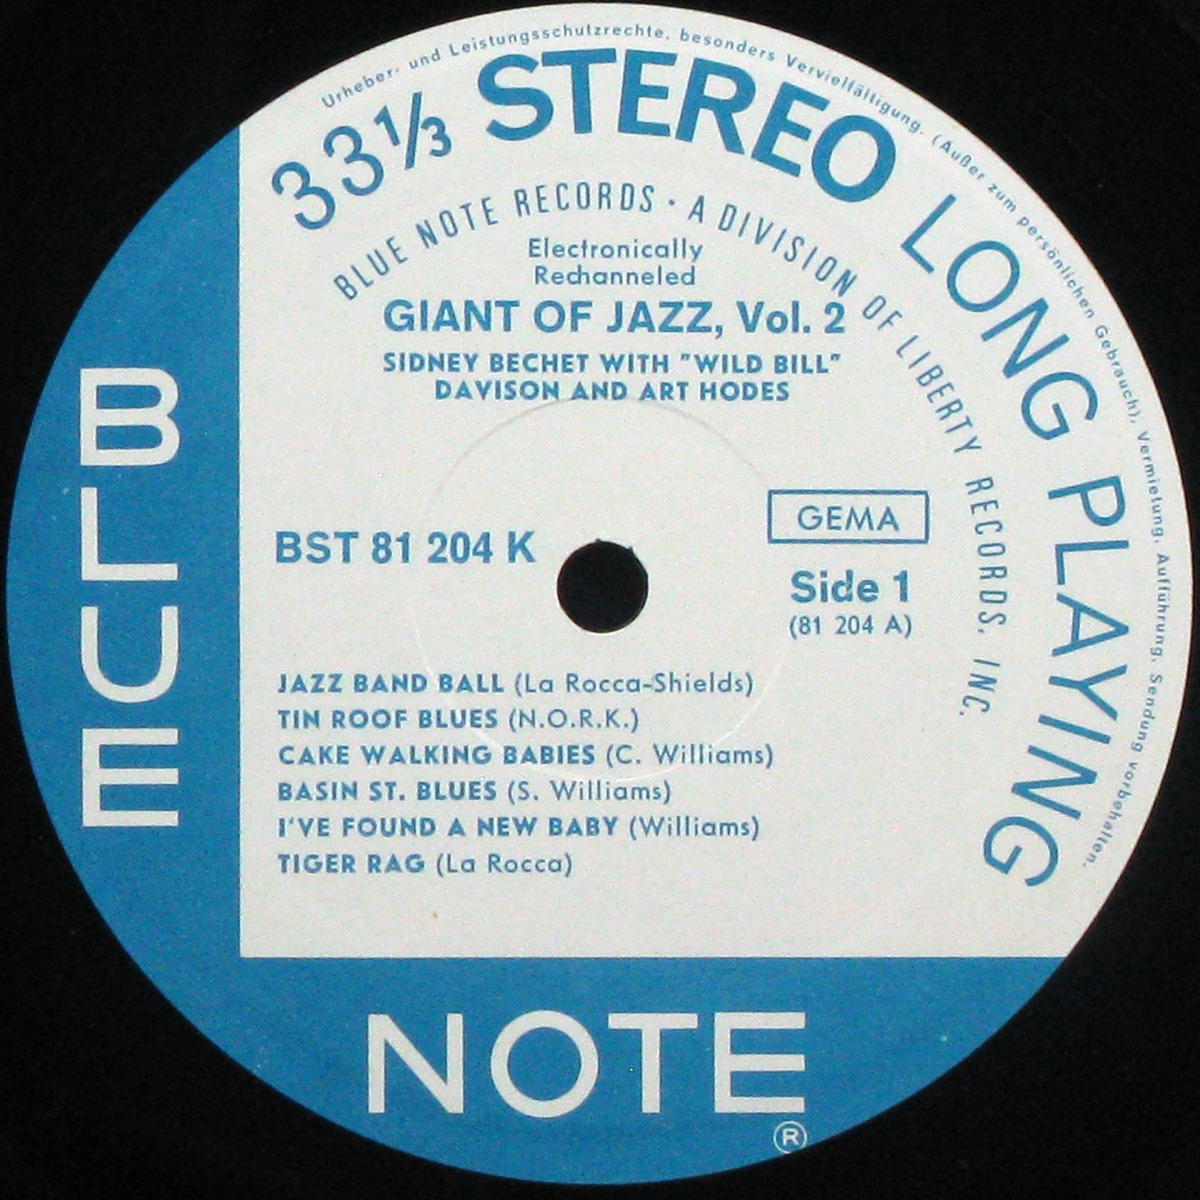 Urheber- und Leistungsschutzrechte, besonders Vervielfältigung. (Außer zum persönlichen Gebrauch), Vermietung, Aufführung, Sendung vorbehalten.
33⅓ STEREO LONG PLAYING
BLUE NOTE RECORDS · A DIVISION OF LIBERTY RECORDS, INC.
Electronically
Rechanneled
GIANT OF JAZZ, Vol. 2
SIDNEY BECHET WITH "WILD BILL"
DAVISON AND ART HODES
GEMA
BST 81 204 K
Side 1
(81 204 A)
JAZZ BAND BALL (La Rocca-Shields)
TIN ROOF BLUES (N.O.R.K.)
CAKE WALKING BABIES (C. Williams)
BASIN ST. BLUES (S. Williams)
I'VE FOUND A NEW BABY (Williams)
TIGER RAG (La Rocca)
BLUE
NOTE
®